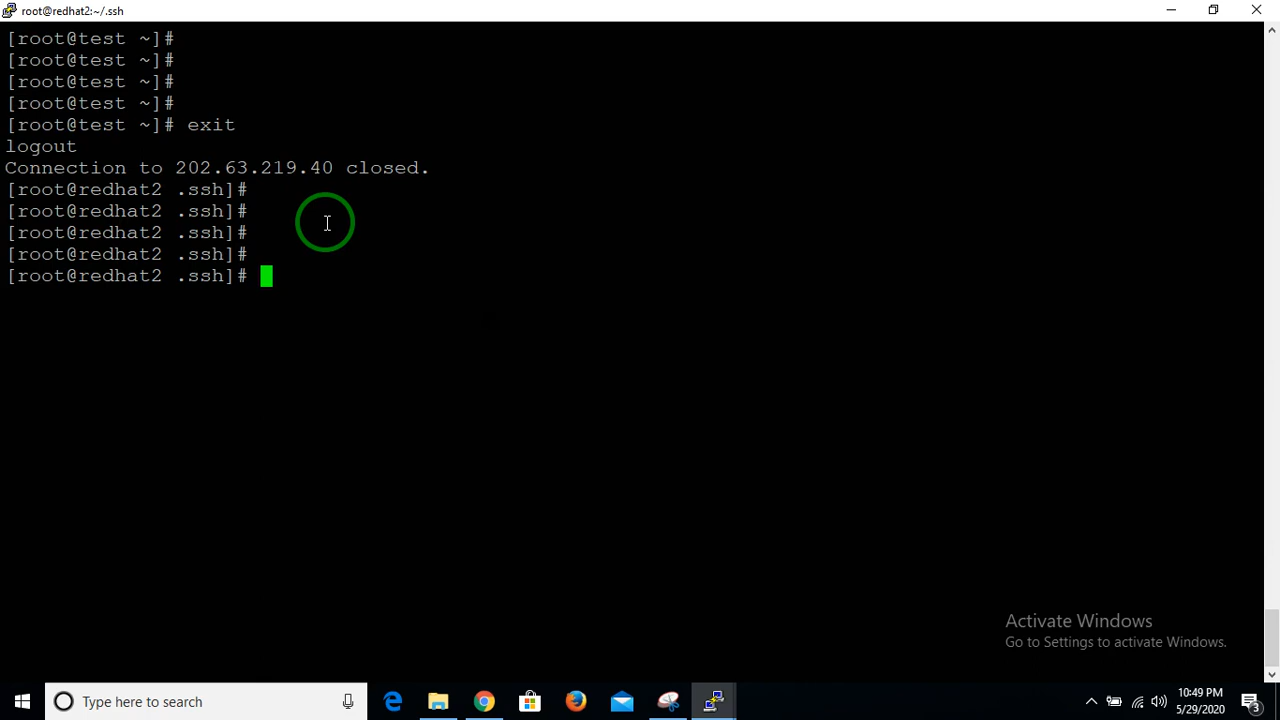 root@redhat2:~/.ssh
[root@test ~]#
[root@test ~]#
[root@test ~]#
[root@test ~]#
[root@test ~]# exit
logout
Connection to 202.63.219.40 closed.
[root@redhat2 .ssh]#
[root@redhat2 .ssh]#
[root@redhat2 .ssh]#
[root@redhat2 .ssh]#
[root@redhat2 .ssh]#
Activate Windows
Go to Settings to activate Windows.
Type here to search
10:49 PM
5/29/2020
3